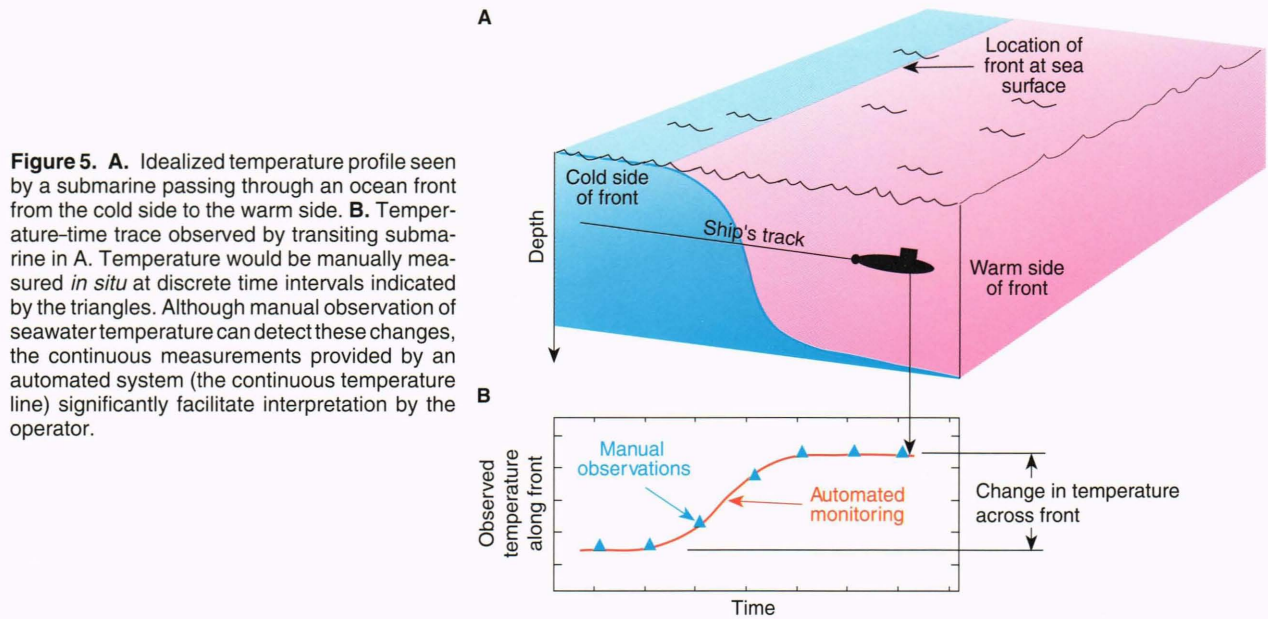 Figure 5. A. Idealized temperature profile seen
by a submarine passing through an ocean front
from the cold side to the warm side. B. Temper-
ature–time trace observed by transiting subma-
rine in A. Temperature would be manually mea-
sured in situ at discrete time intervals indicated
by the triangles. Although manual observation of
seawater temperature can detect these changes,
the continuous measurements provided by an
automated system (the continuous temperature
line) significantly facilitate interpretation by the
operator.
A
Location of
front at sea
surface
Cold side
of front
Depth
Ship's track
Warm side
of front
B
Observed
temperature
along front
Manual
observations
Automated
monitoring
Change in temperature
across front
Time